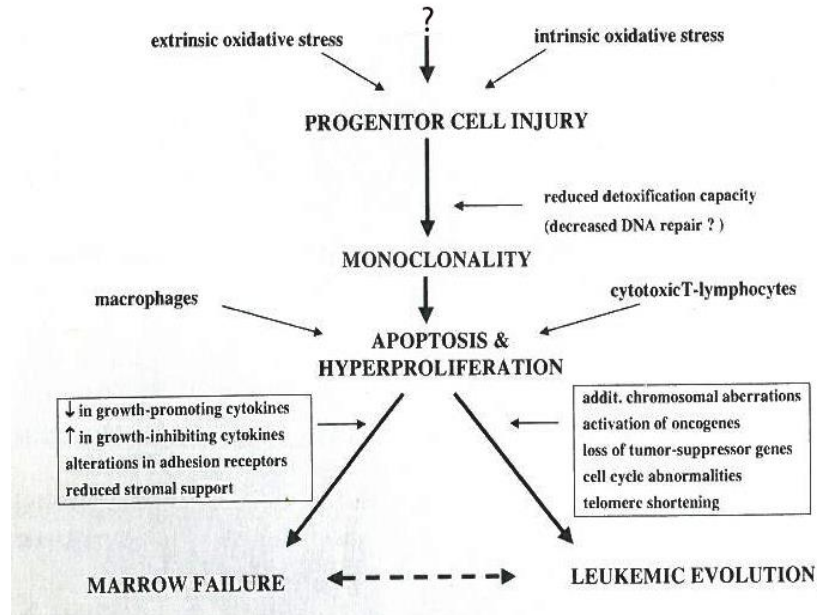 ?
extrinsic oxidative stress
intrinsic oxidative stress
PROGENITOR CELL INJURY
reduced detoxification capacity
(decreased DNA repair ? )
MONOCLONALITY
macrophages
cytotoxicT-lymphocytes
APOPTOSIS &
HYPERPROLIFERATION
↓ in growth-promoting cytokines
↑ in growth-inhibiting cytokines
alterations in adhesion receptors
reduced stromal support
addit. chromosomal aberrations
activation of oncogenes
loss of tumor-suppressor genes
cell cycle abnormalities
telomere shortening
MARROW FAILURE
LEUKEMIC EVOLUTION